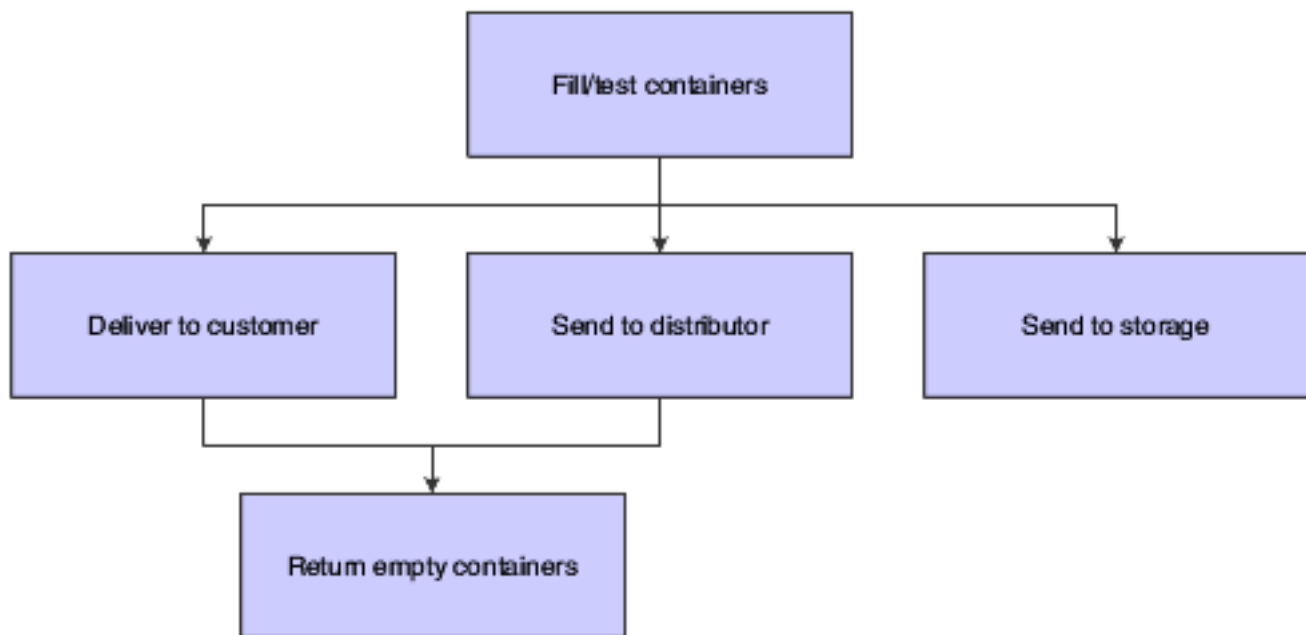 Fill/test containers
Deliver to customer
Send to distributor
Send to storage
Return empty containers